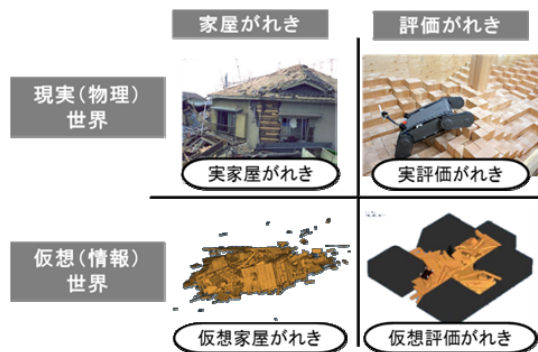 家屋がれき
評価がれき
現実(物理)
世界
実家屋がれき
実評価がれき
仮想(情報)
世界
仮想家屋がれき
仮想評価がれき